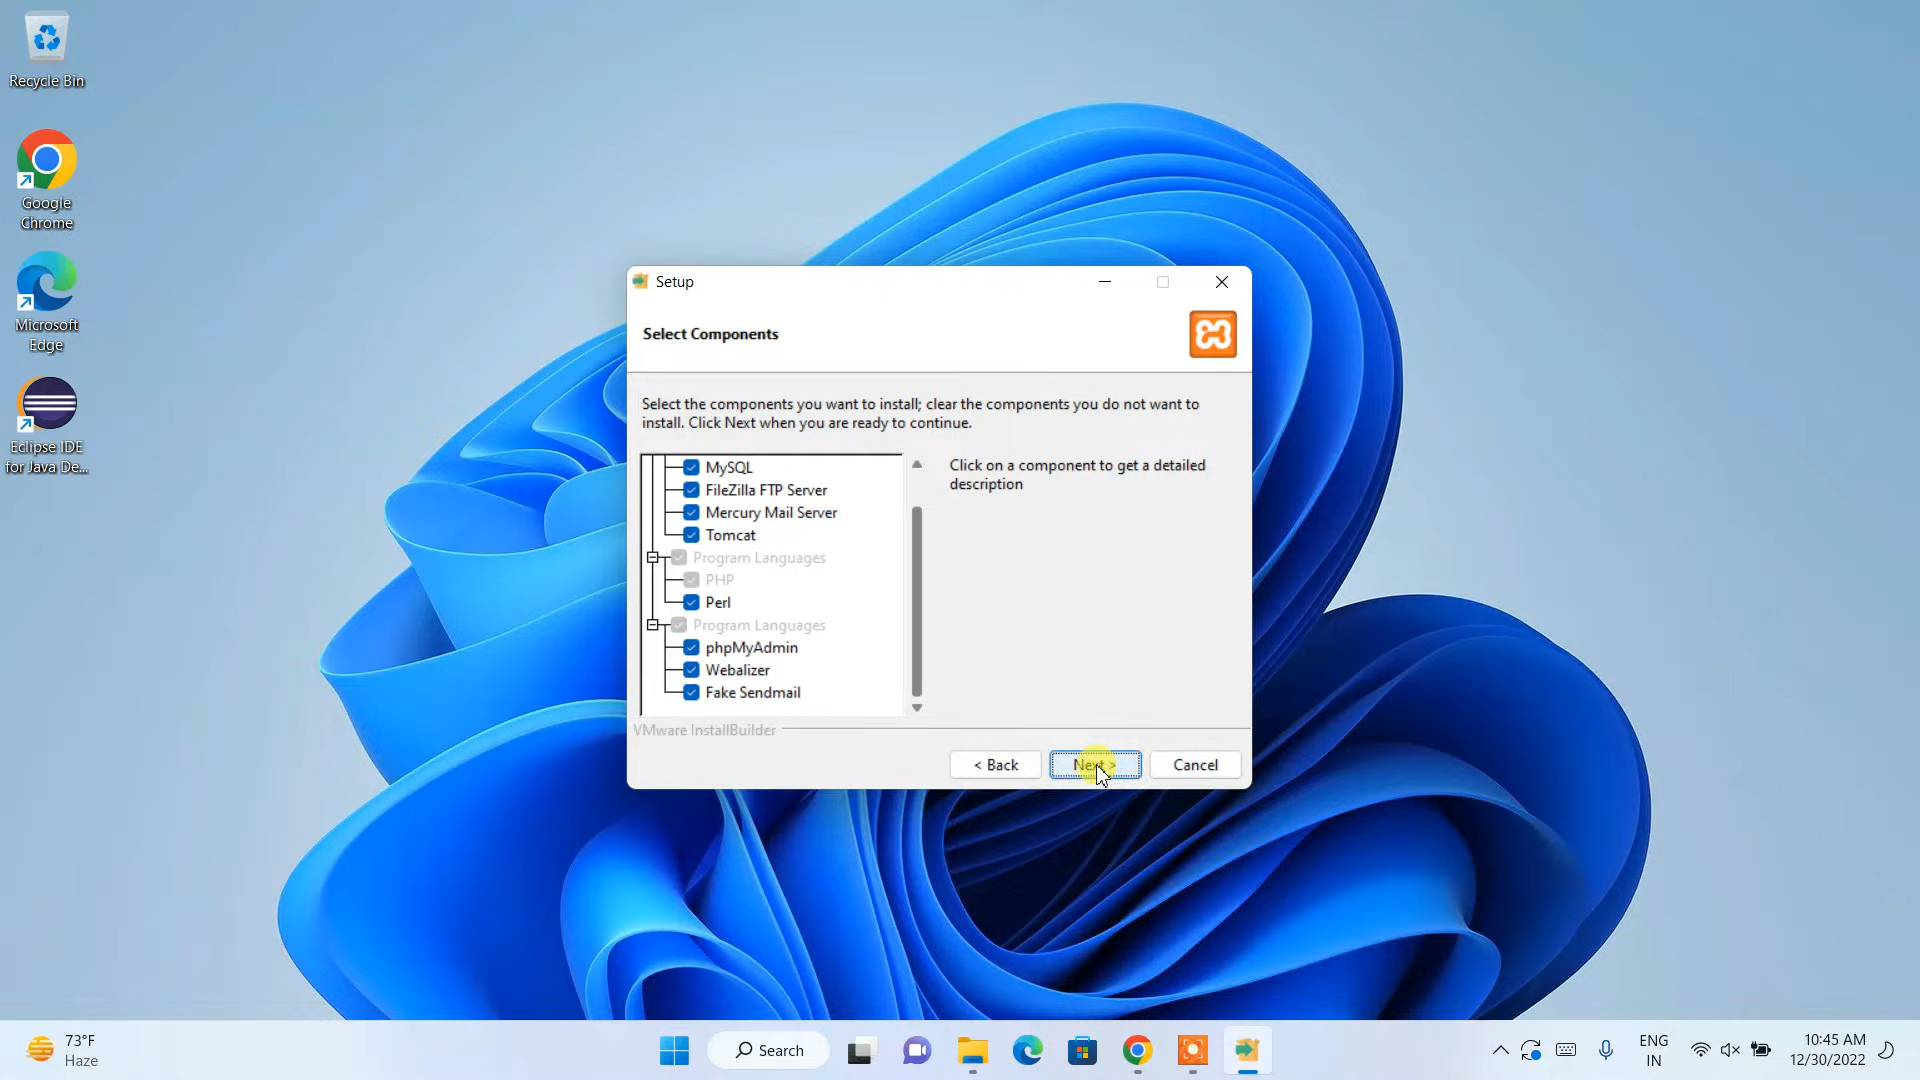 Recycle Bin
Google
Chrome
Microsoft
Edge
Eclipse IDE
for Java De...
Setup
Select Components
Select the components you want to install; clear the components you do not want to
install. Click Next when you are ready to continue.
MySQL
FileZilla FTP Server
Mercury Mail Server
Tomcat
Program Languages
PHP
Perl
Program Languages
phpMyAdmin
Webalizer
Fake Sendmail
Click on a component to get a detailed
description
VMware InstallBuilder
< Back
Next >
Cancel
73°F
Haze
Search
ENG
IN
10:45 AM
12/30/2022